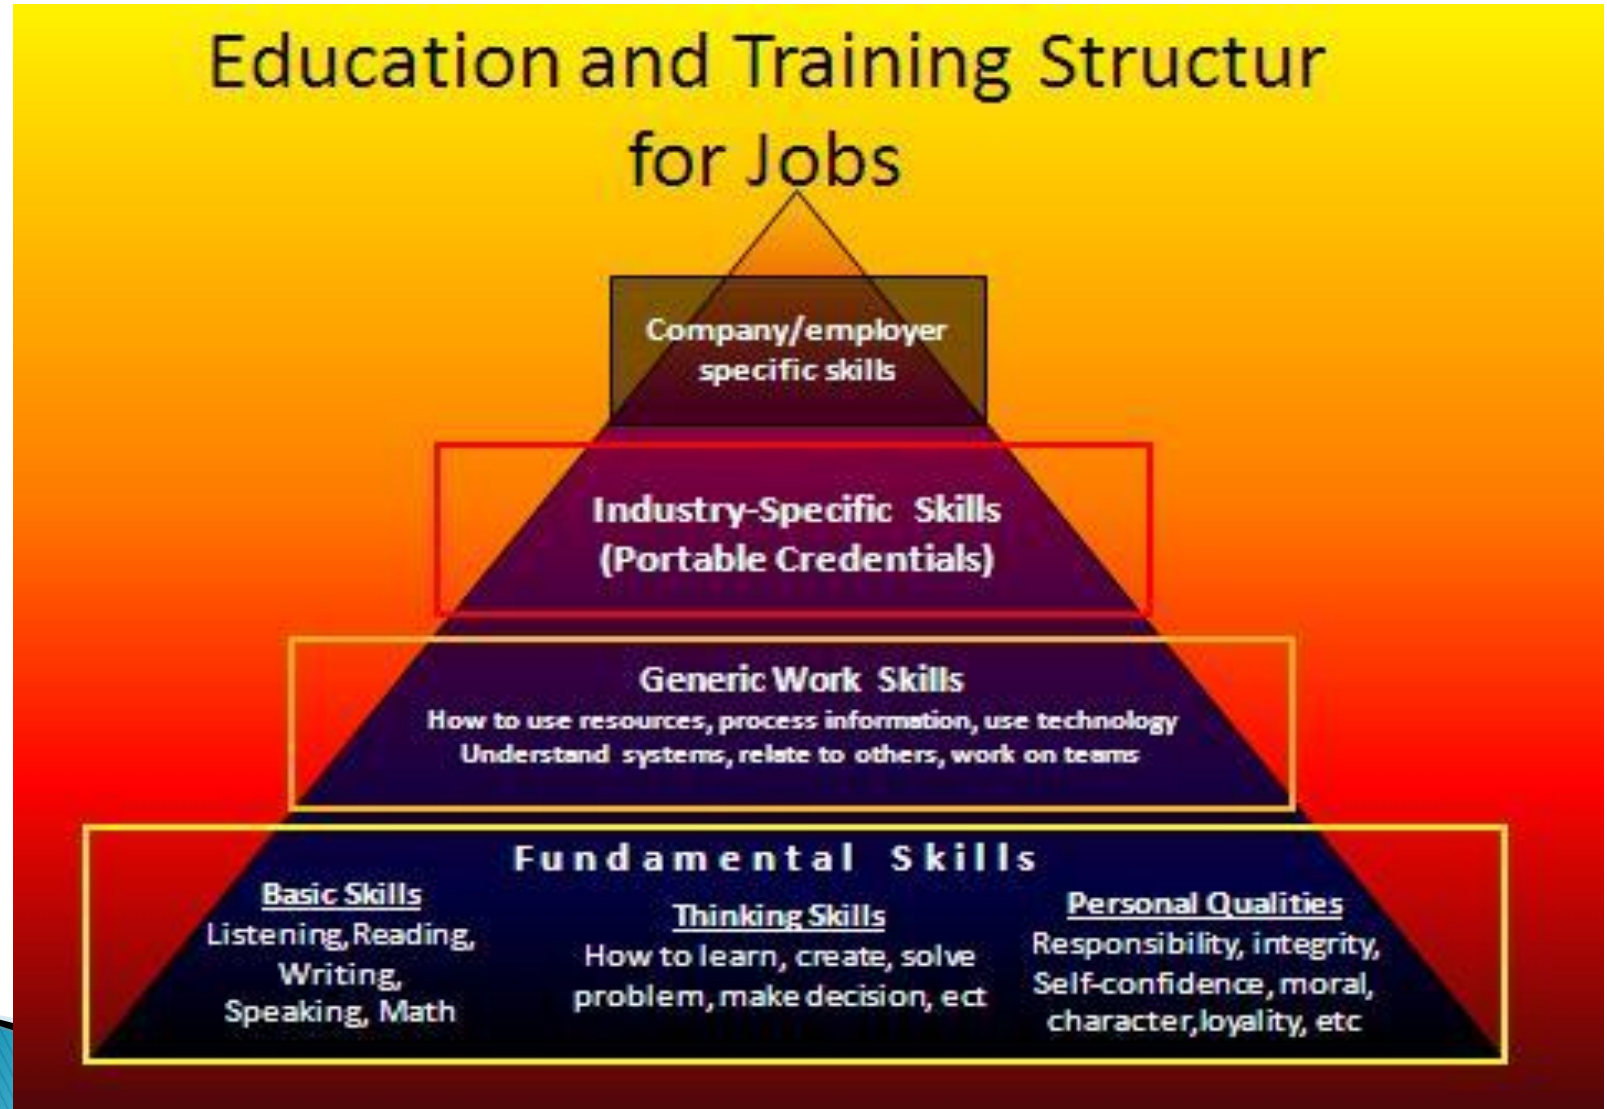 Education and Training Structur
for Jobs
Company/employer
specific skills
Industry-Specific Skills
(Portable Credentials)
Generic Work Skills
How to use resources, process information, use technology
Understand systems, relate to others, work on teams
Fundamental Skills
Basic Skills
Listening,Reading,
Writing,
Speaking, Math
Thinking Skills
How to learn, create, solve
problem, make decision, ect
Personal Qualities
Responsibility, integrity,
Self-confidence, moral,
character,loyality, etc